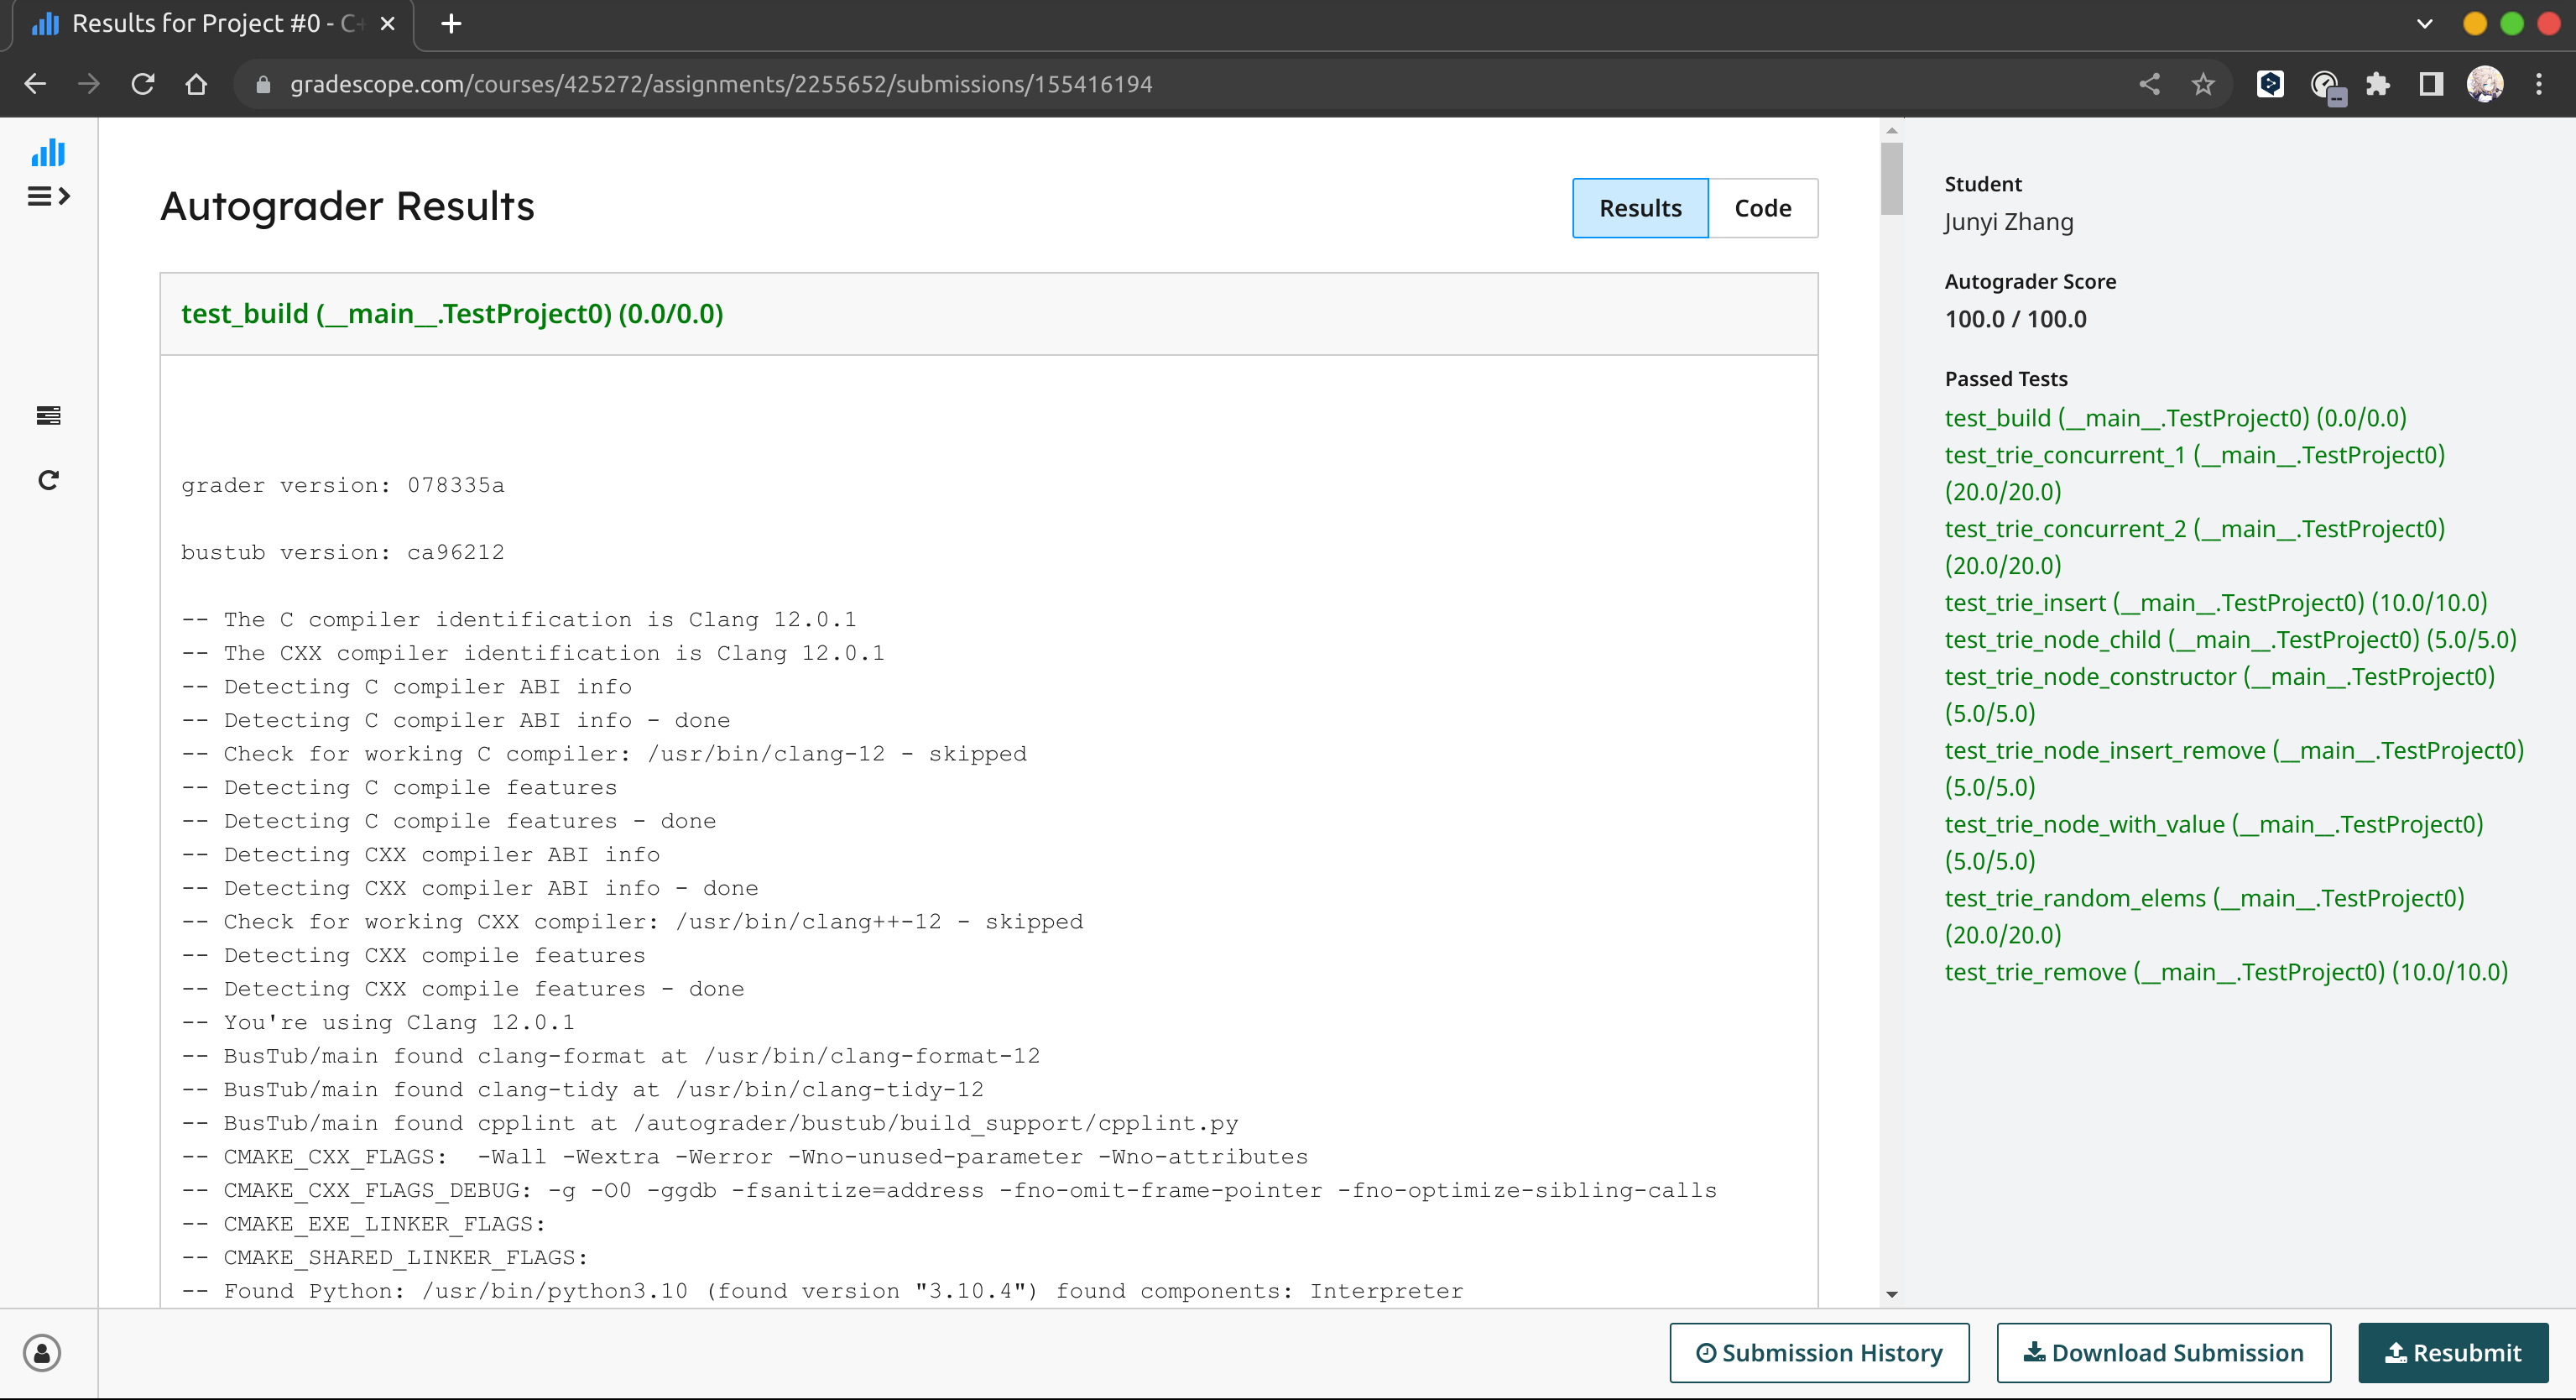 Results for Project #0 - C+
gradescope.com/courses/425272/assignments/2255652/submissions/155416194
Autograder Results
Results
Code
test_build (__main__.TestProject0) (0.0/0.0)
grader version: 078335a
bustub version: ca96212
-- The C compiler identification is Clang 12.0.1
-- The CXX compiler identification is Clang 12.0.1
-- Detecting C compiler ABI info
-- Detecting C compiler ABI info - done
-- Check for working C compiler: /usr/bin/clang-12 - skipped
-- Detecting C compile features
-- Detecting C compile features - done
-- Detecting CXX compiler ABI info
-- Detecting CXX compiler ABI info - done
-- Check for working CXX compiler: /usr/bin/clang++-12 - skipped
-- Detecting CXX compile features
-- Detecting CXX compile features - done
-- You're using Clang 12.0.1
-- BusTub/main found clang-format at /usr/bin/clang-format-12
-- BusTub/main found clang-tidy at /usr/bin/clang-tidy-12
-- BusTub/main found cpplint at /autograder/bustub/build_support/cpplint.py
-- CMAKE_CXX_FLAGS:  -Wall -Wextra -Werror -Wno-unused-parameter -Wno-attributes
-- CMAKE_CXX_FLAGS_DEBUG: -g -O0 -ggdb -fsanitize=address -fno-omit-frame-pointer -fno-optimize-sibling-calls
-- CMAKE_EXE_LINKER_FLAGS:
-- CMAKE_SHARED_LINKER_FLAGS:
-- Found Python: /usr/bin/python3.10 (found version "3.10.4") found components: Interpreter
Student
Junyi Zhang
Autograder Score
100.0 / 100.0
Passed Tests
test_build (__main__.TestProject0) (0.0/0.0)
test_trie_concurrent_1 (__main__.TestProject0)
(20.0/20.0)
test_trie_concurrent_2 (__main__.TestProject0)
(20.0/20.0)
test_trie_insert (__main__.TestProject0) (10.0/10.0)
test_trie_node_child (__main__.TestProject0) (5.0/5.0)
test_trie_node_constructor (__main__.TestProject0)
(5.0/5.0)
test_trie_node_insert_remove (__main__.TestProject0)
(5.0/5.0)
test_trie_node_with_value (__main__.TestProject0)
(5.0/5.0)
test_trie_random_elems (__main__.TestProject0)
(20.0/20.0)
test_trie_remove (__main__.TestProject0) (10.0/10.0)
Submission History
Download Submission
Resubmit